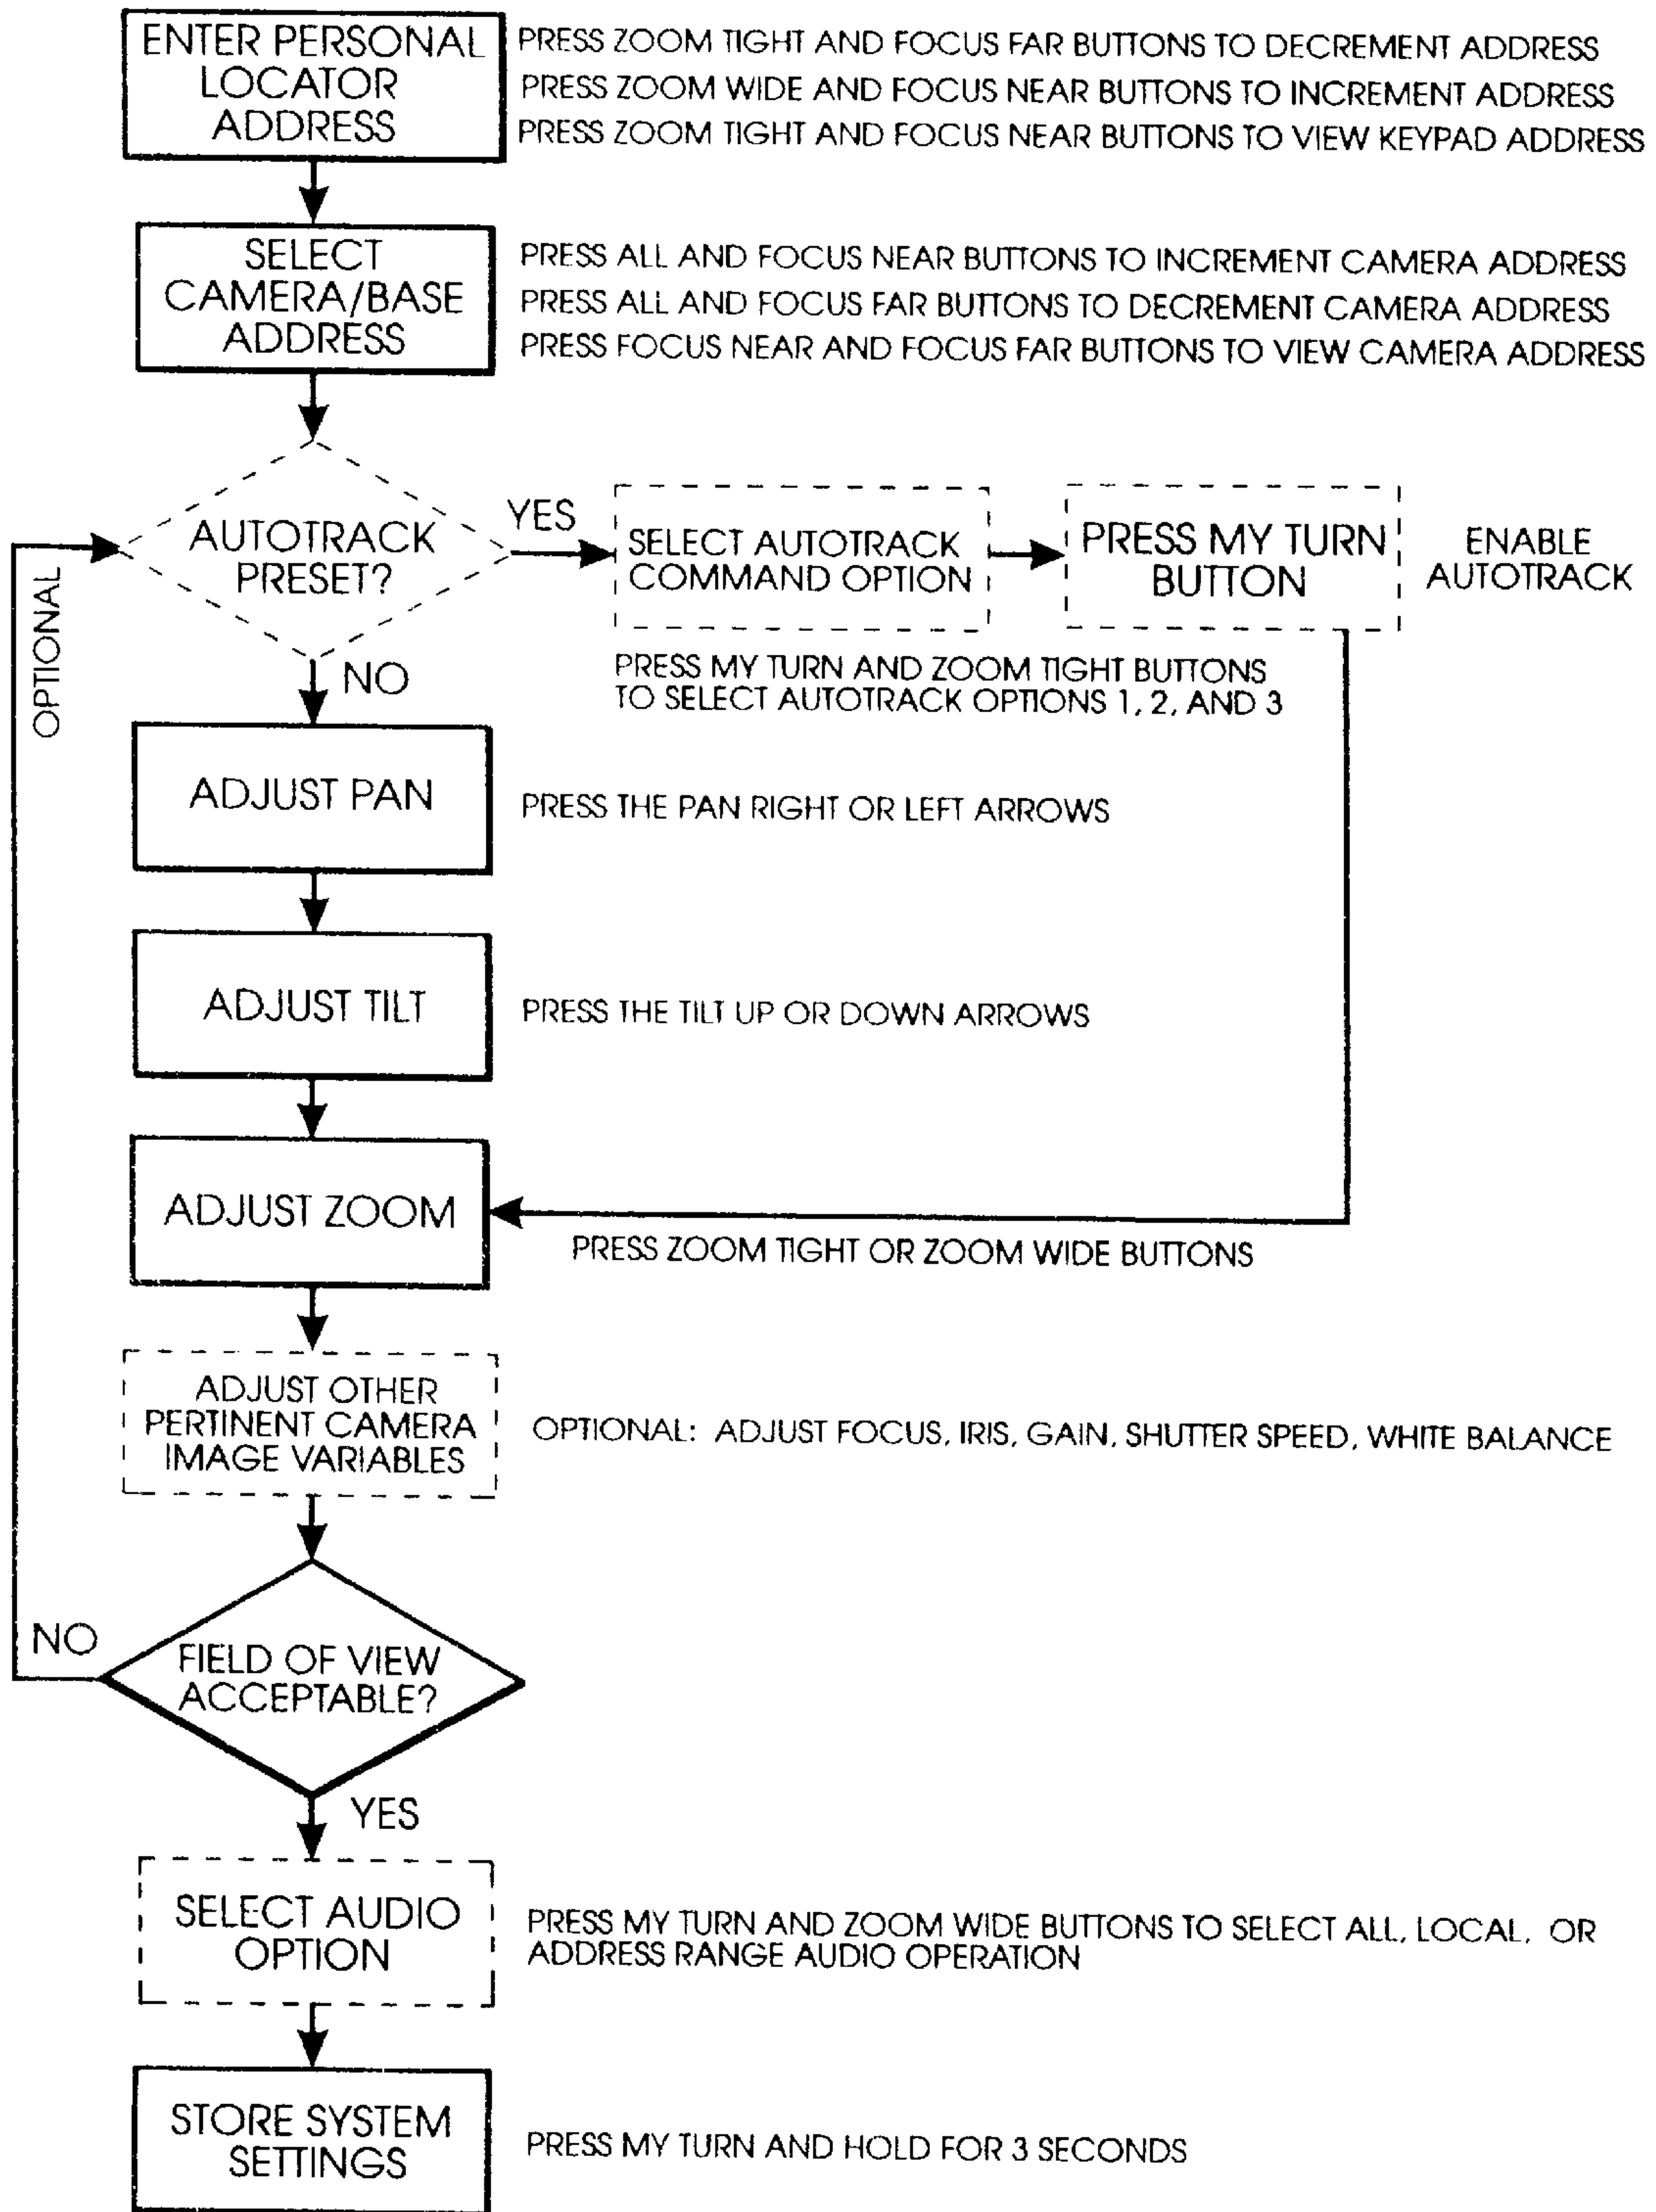 ENTER PERSONAL
LOCATOR
ADDRESS
PRESS ZOOM TIGHT AND FOCUS FAR BUTTONS TO DECREMENT ADDRESS
PRESS ZOOM WIDE AND FOCUS NEAR BUTTONS TO INCREMENT ADDRESS
PRESS ZOOM TIGHT AND FOCUS NEAR BUTTONS TO VIEW KEYPAD ADDRESS
SELECT
CAMERA/BASE
ADDRESS
PRESS ALL AND FOCUS NEAR BUTTONS TO INCREMENT CAMERA ADDRESS
PRESS ALL AND FOCUS FAR BUTTONS TO DECREMENT CAMERA ADDRESS
PRESS FOCUS NEAR AND FOCUS FAR BUTTONS TO VIEW CAMERA ADDRESS
AUTOTRACK
PRESET?
YES
SELECT AUTOTRACK
COMMAND OPTION
PRESS MY TURN
BUTTON
ENABLE
AUTOTRACK
OPTIONAL
NO
PRESS MY TURN AND ZOOM TIGHT BUTTONS
TO SELECT AUTOTRACK OPTIONS 1, 2, AND 3
ADJUST PAN
PRESS THE PAN RIGHT OR LEFT ARROWS
ADJUST TILT
PRESS THE TILT UP OR DOWN ARROWS
ADJUST ZOOM
PRESS ZOOM TIGHT OR ZOOM WIDE BUTTONS
ADJUST OTHER
PERTINENT CAMERA
IMAGE VARIABLES
OPTIONAL: ADJUST FOCUS, IRIS, GAIN, SHUTTER SPEED, WHITE BALANCE
NO
FIELD OF VIEW
ACCEPTABLE?
YES
SELECT AUDIO
OPTION
PRESS MY TURN AND ZOOM WIDE BUTTONS TO SELECT ALL, LOCAL, OR
ADDRESS RANGE AUDIO OPERATION
STORE SYSTEM
SETTINGS
PRESS MY TURN AND HOLD FOR 3 SECONDS